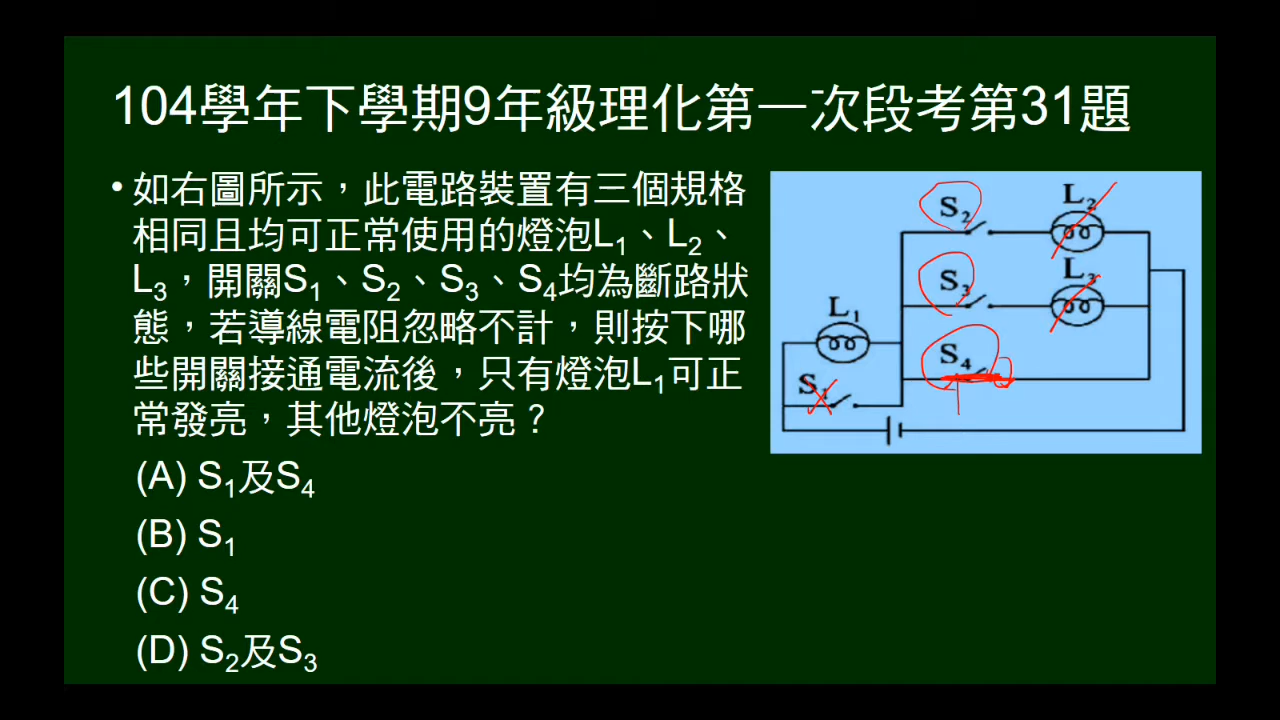 104學年下學期9年級理化第一次段考第31題
• 如右圖所示，此電路裝置有三個規格
相同且均可正常使用的燈泡L₁、L₂、
L₃，開關S₁、S₂、S₃、S₄均為斷路狀
態，若導線電阻忽略不計，則按下哪
些開關接通電流後，只有燈泡L₁可正
常發亮，其他燈泡不亮？
(A) S₁及S₄
(B) S₁
(C) S₄
(D) S₂及S₃
S₂
L₂
S₃
L₃
L₁
S₄
S₁